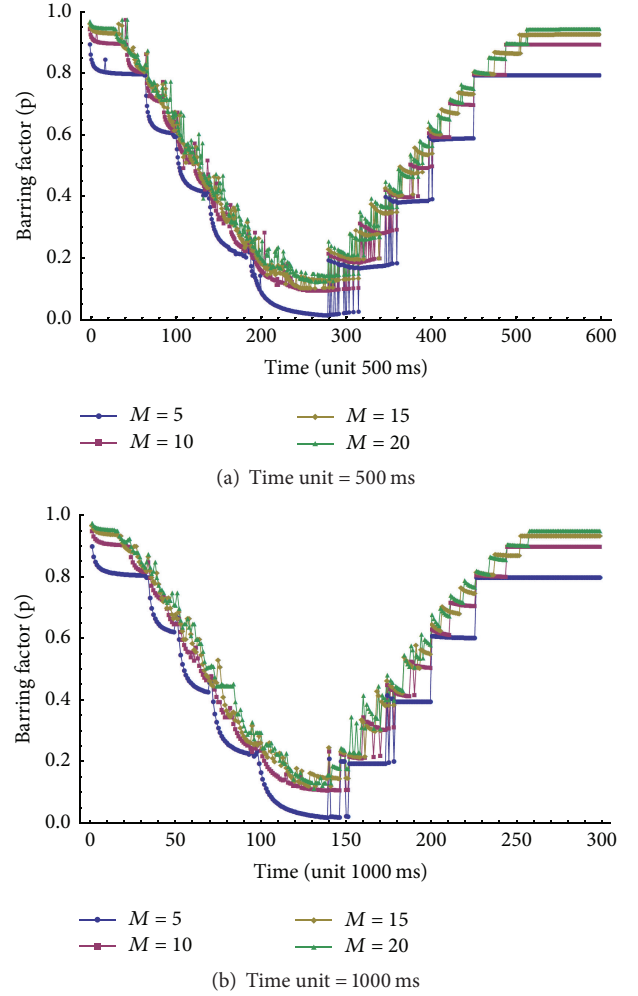 1.0
0.8
0.6
0.4
0.2
0.0
Barring factor (p)
0 100 200 300 400 500 600
Time (unit 500 ms)
M = 5 M = 15
M = 10 M = 20
(a) Time unit = 500 ms
1.0
0.8
0.6
0.4
0.2
0.0
Barring factor (p)
0 50 100 150 200 250 300
Time (unit 1000 ms)
M = 5 M = 15
M = 10 M = 20
(b) Time unit = 1000 ms